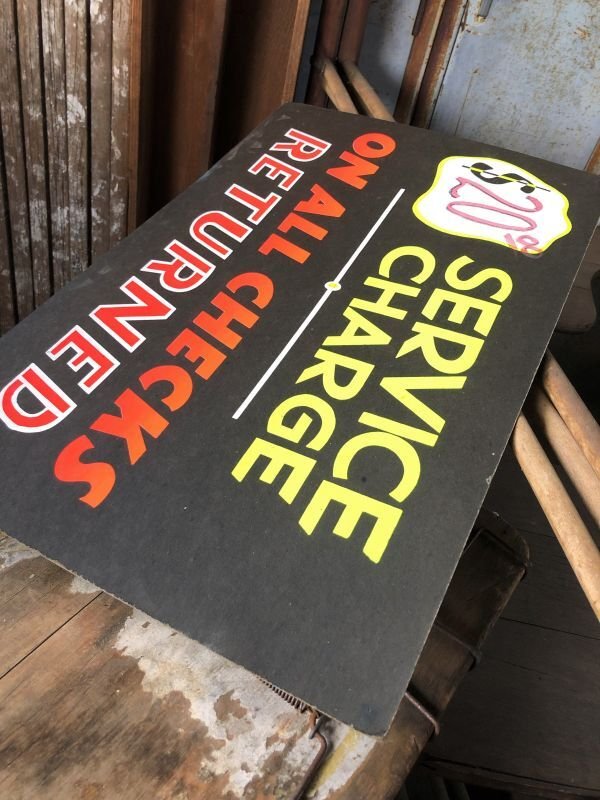 $20.00
SERVICE
CHARGE
ON ALL CHECKS
RETURNED